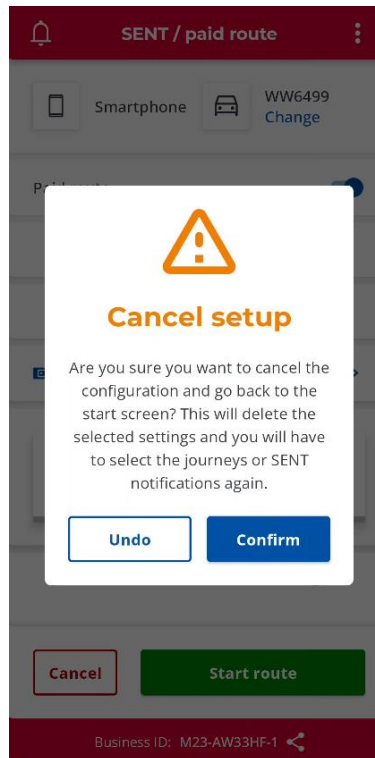 SENT / paid route
Smartphone
WW6499
Change
Cancel setup
Are you sure you want to cancel the
configuration and go back to the
start screen? This will delete the
selected settings and you will have
to select the journeys or SENT
notifications again.
Undo
Confirm
Cancel
Start route
Business ID: M23-AW33HF-1